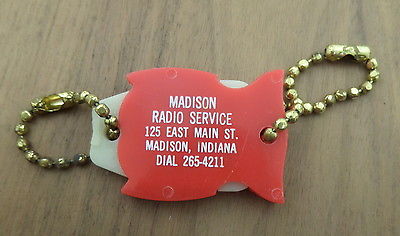 MADISON
RADIO SERVICE
125 EAST MAIN ST.
MADISON, INDIANA
DIAL 265-4211